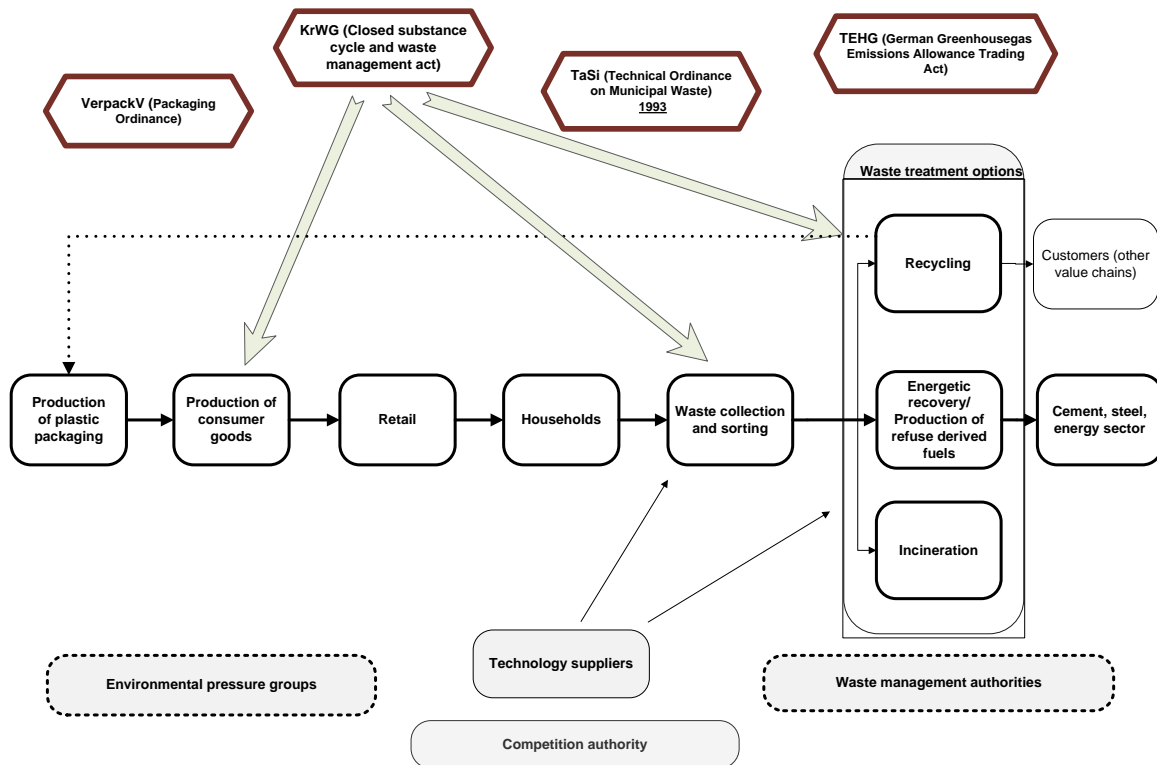 KrWG (Closed substance
cycle and waste
management act)
TEHG (German Greenhousegas
Emissions Allowance Trading
Act)
TaSi (Technical Ordinance
on Municipal Waste)
1993
VerpackV (Packaging
Ordinance)
Waste treatment options
Recycling
Customers (other
value chains)
Production
of plastic
packaging
Production of
consumer
goods
Retail
Households
Waste collection
and sorting
Energetic
recovery/
Production of
refuse derived
fuels
Cement, steel,
energy sector
Incineration
Technology suppliers
Environmental pressure groups
Waste management authorities
Competition authority